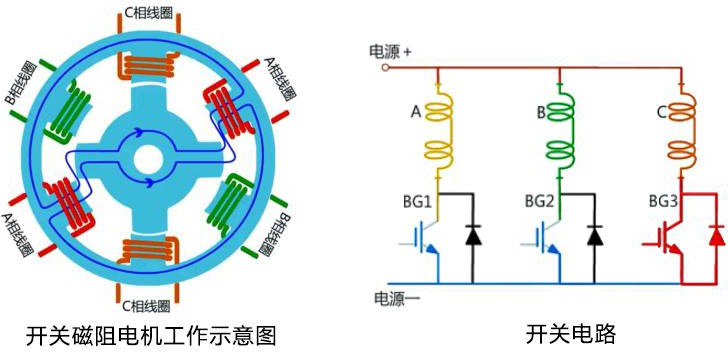 C相线圈
A相线圈
B相线圈
A相线圈
B相线圈
C相线圈
开关磁阻电机工作示意图
电源+
A
B
C
BG1
BG2
BG3
电源一
开关电路